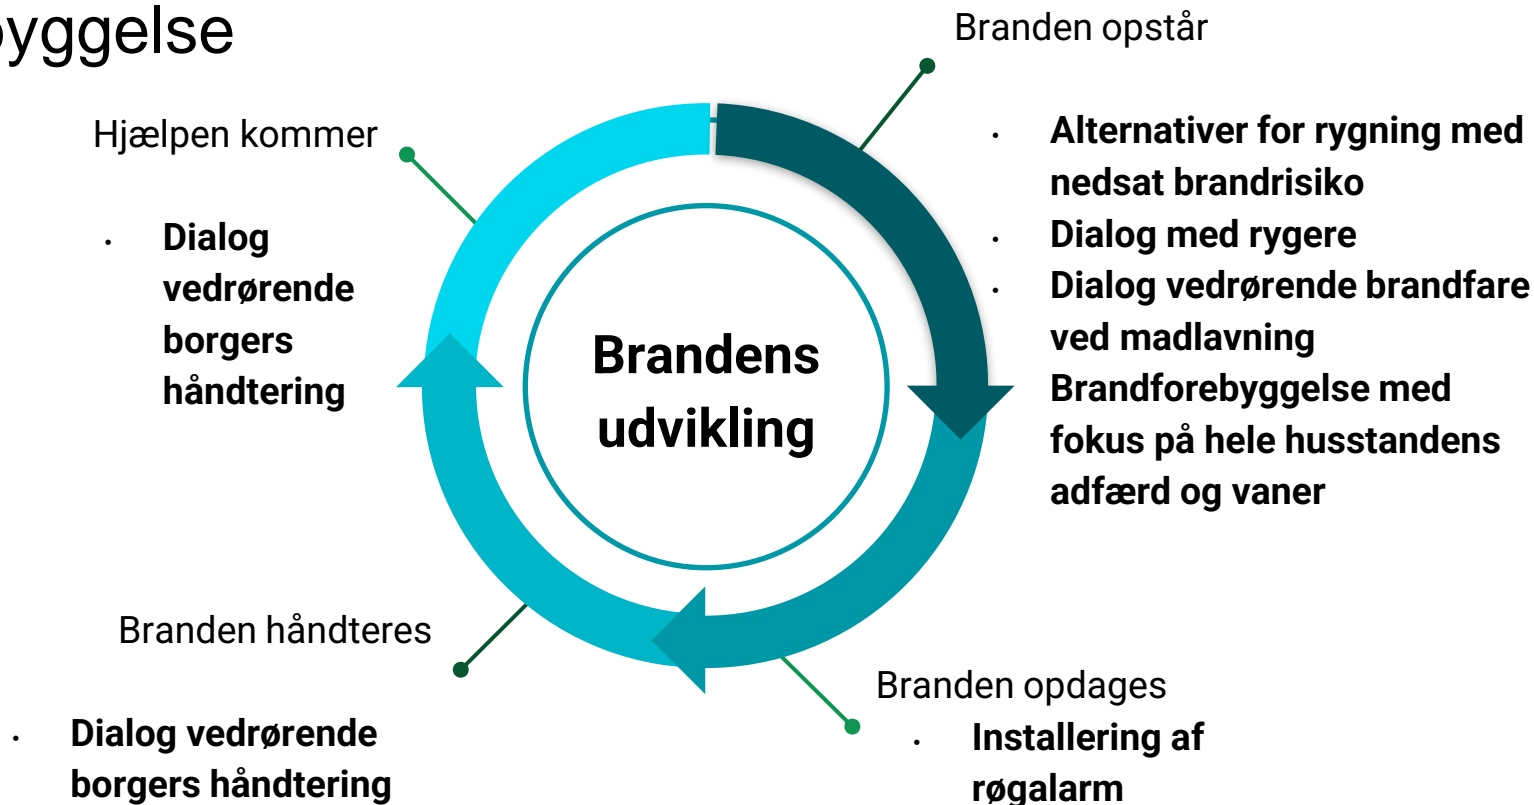 byggelse
Branden opstår
• Alternativer for rygning med
nedsat brandrisiko
• Dialog med rygere
• Dialog vedrørende brandfare
ved madlavning
Brandforebyggelse med
fokus på hele husstandens
adfærd og vaner
Hjælpen kommer
• Dialog
vedrørende
borgers
håndtering
Brandens
udvikling
Branden håndteres
• Dialog vedrørende
borgers håndtering
Branden opdages
• Installering af
røgalarm